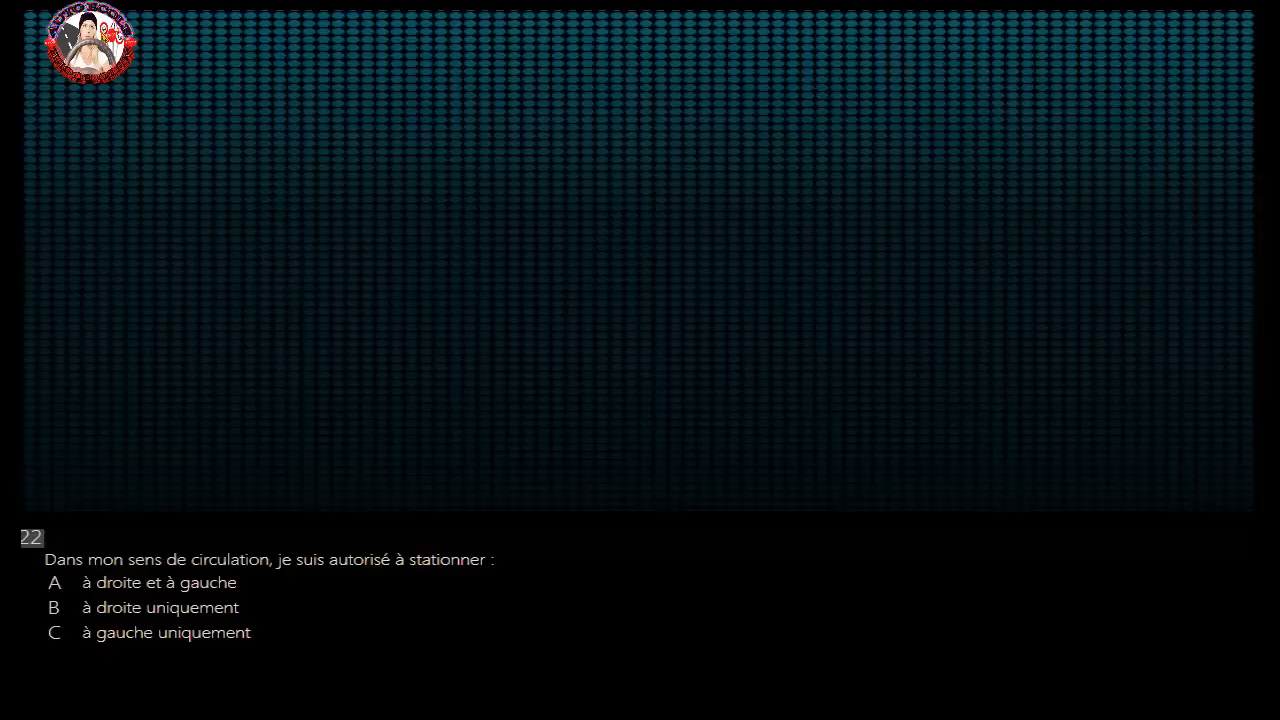 22
Dans mon sens de circulation, je suis autorisé à stationner :
A à droite et à gauche
B à droite uniquement
C à gauche uniquement